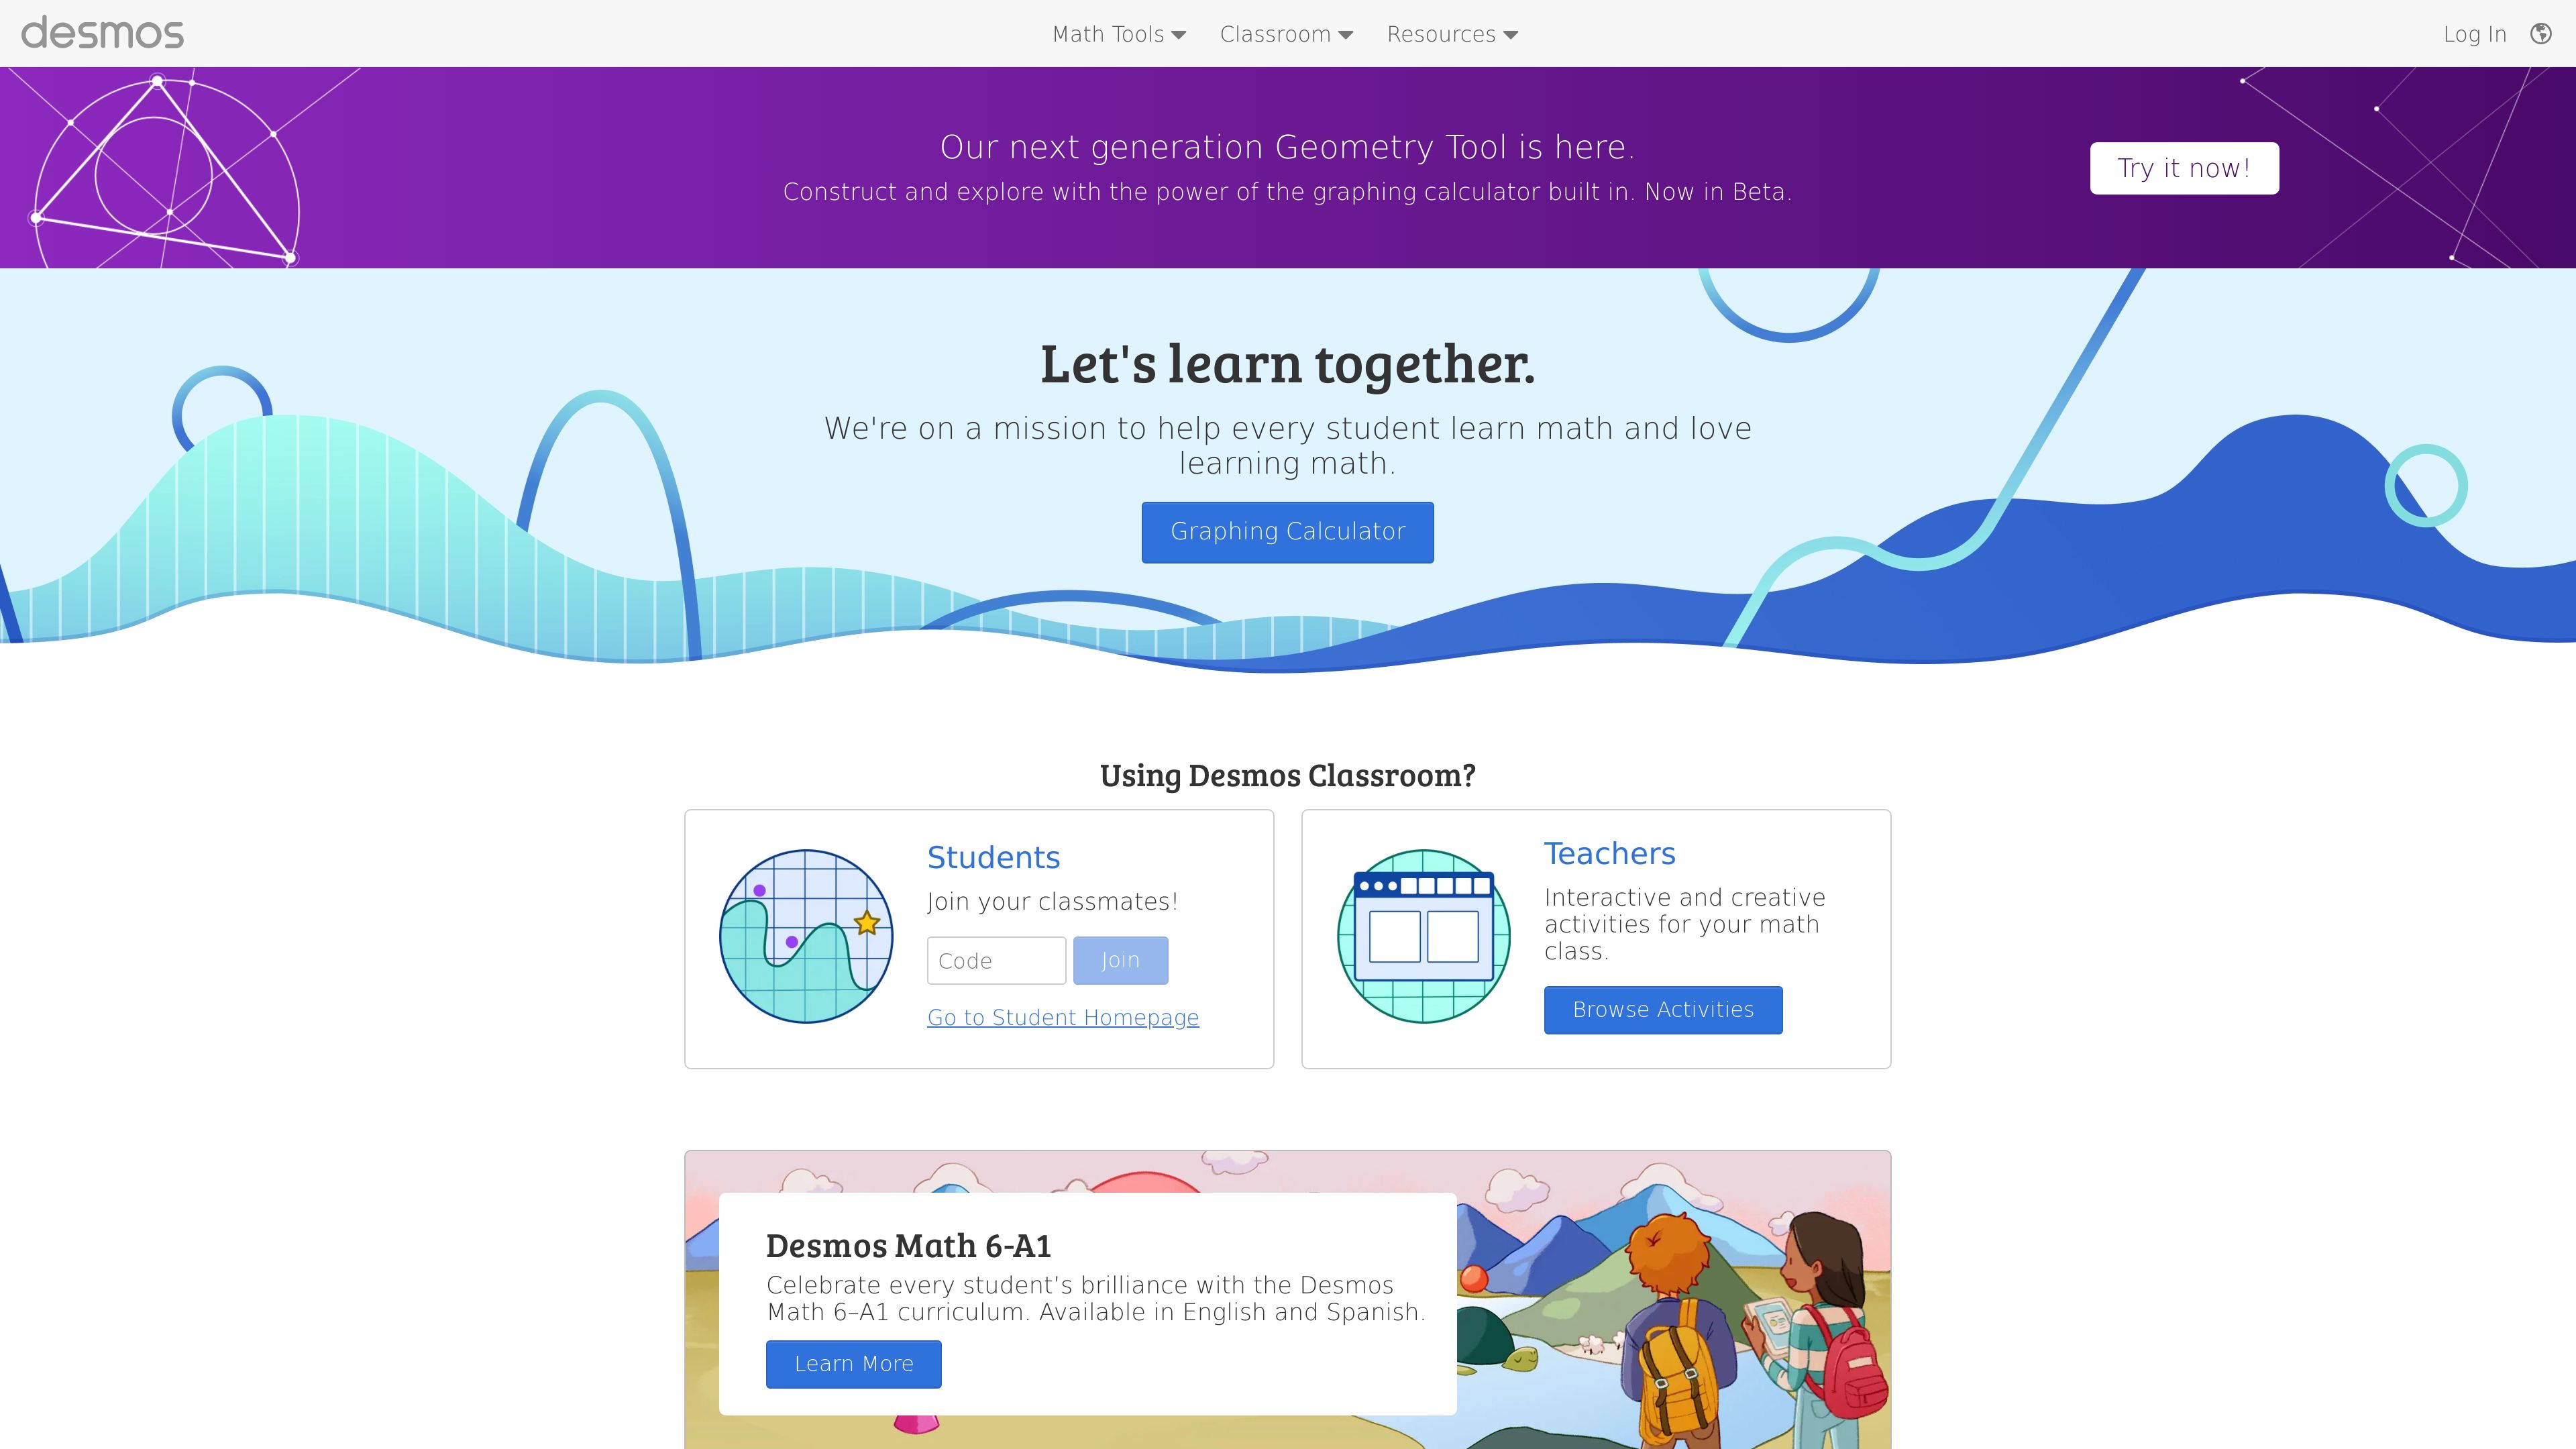 desmos
Math Tools
Classroom
Resources
Log In
Our next generation Geometry Tool is here.
Construct and explore with the power of the graphing calculator built in. Now in Beta.
Try it now!
Let's learn together.
We're on a mission to help every student learn math and love
learning math.
Graphing Calculator
Using Desmos Classroom?
Students
Join your classmates!
Code
Join
Go to Student Homepage
Teachers
Interactive and creative
activities for your math
class.
Browse Activities
Desmos Math 6-A1
Celebrate every student’s brilliance with the Desmos
Math 6–A1 curriculum. Available in English and Spanish.
Learn More